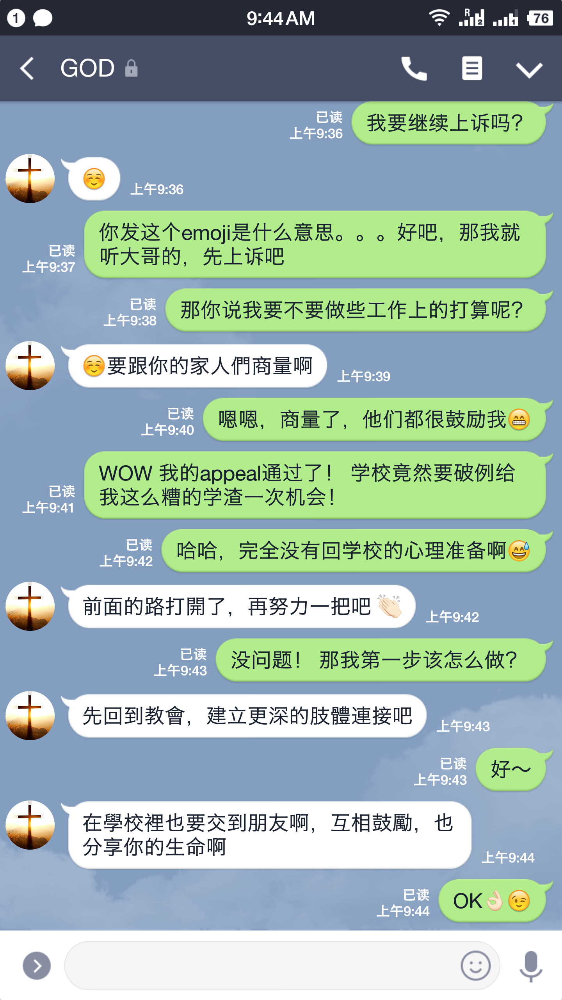 1
9:44 AM
R
2
1
76
GOD
我要继续上诉吗？
已读
上午9:36
☺️
上午9:36
你发这个emoji是什么意思。。。好吧，那我就
听大哥的，先上诉吧
已读
上午9:37
那你说我要不要做些工作上的打算呢？
已读
上午9:38
☺️要跟你的家人們商量啊
上午9:39
嗯嗯，商量了，他们都很鼓励我😁
已读
上午9:40
WOW 我的appeal通过了！ 学校竟然要破例给
我这么糟的学渣一次机会！
已读
上午9:41
哈哈，完全没有回学校的心理准备啊😅
已读
上午9:42
前面的路打開了，再努力一把吧👏🏻
上午9:42
没问题！ 那我第一步该怎么做？
已读
上午9:43
先回到教會，建立更深的肢體連接吧
上午9:43
好～
已读
上午9:43
在學校裡也要交到朋友啊，互相鼓勵，也
分享你的生命啊
上午9:44
OK👌🏻😉
已读
上午9:44